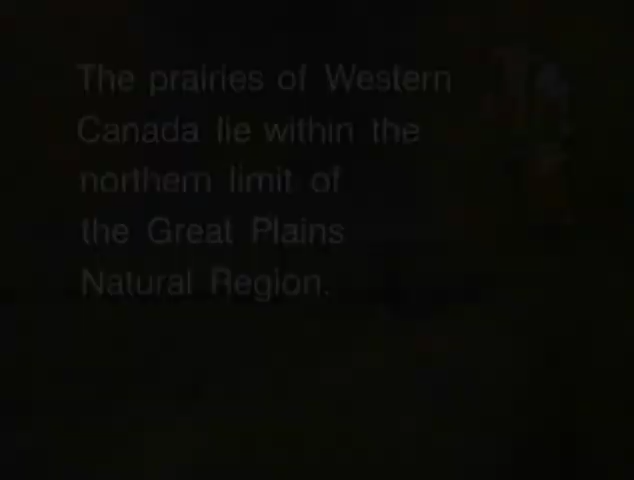 The prairies of Western
Canada lie within the
northern limit of
the Great Plains
Natural Region.